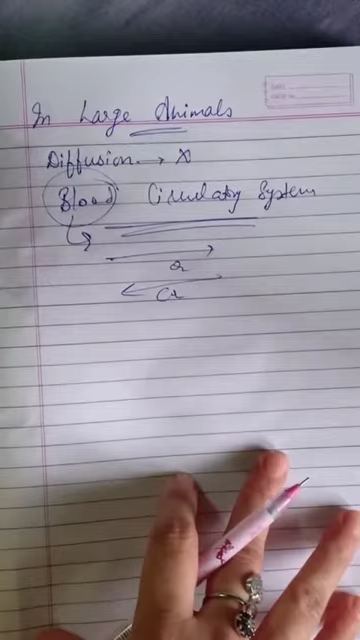 In Large Animals
Diffusion → X
Blood Circulatory System
O₂
CO₂